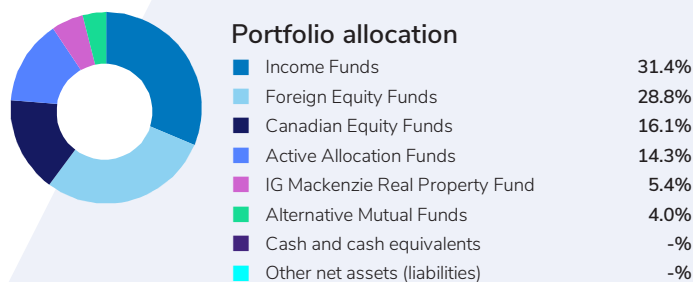 Portfolio allocation
Income Funds 31.4%
Foreign Equity Funds 28.8%
Canadian Equity Funds 16.1%
Active Allocation Funds 14.3%
IG Mackenzie Real Property Fund 5.4%
Alternative Mutual Funds 4.0%
Cash and cash equivalents -%
Other net assets (liabilities) -%